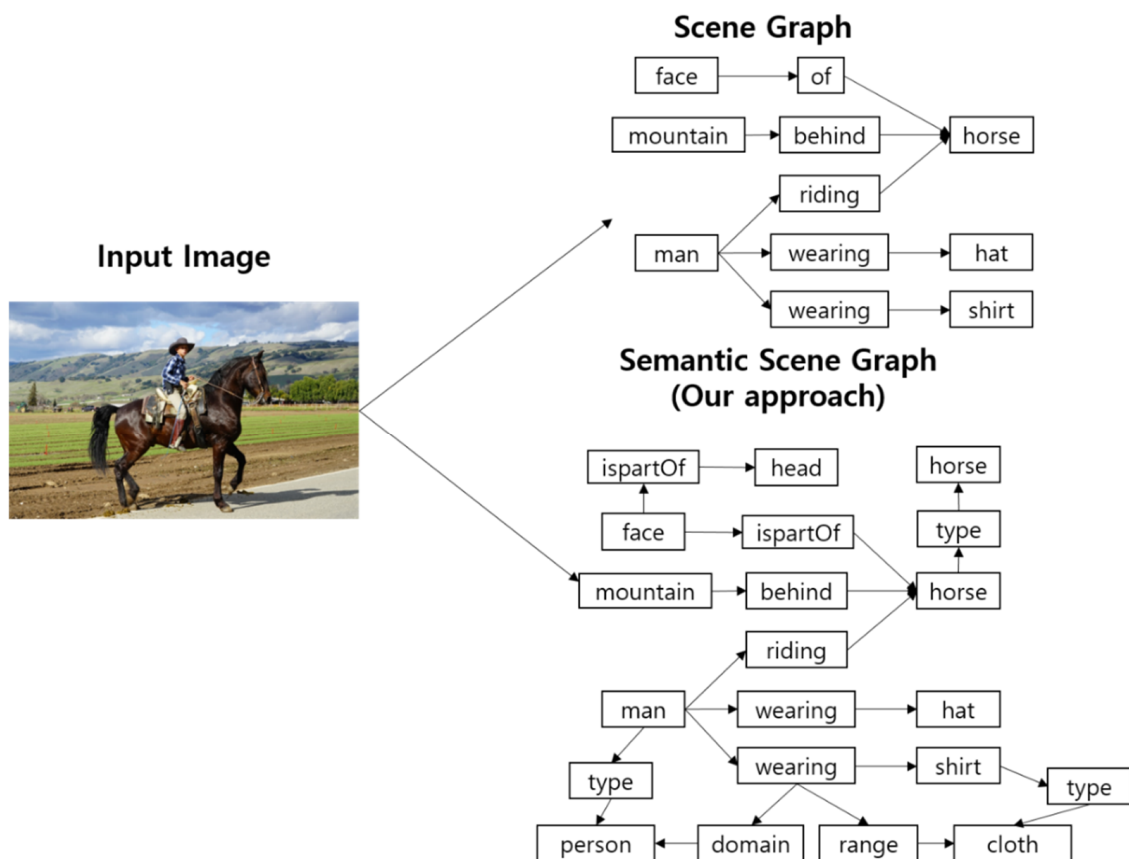 Scene Graph
face
of
mountain
behind
horse
riding
man
wearing
hat
wearing
shirt
Input Image
Semantic Scene Graph
(Our approach)
ispartOf
head
horse
face
ispartOf
type
mountain
behind
horse
riding
man
wearing
hat
type
wearing
shirt
type
person
domain
range
cloth